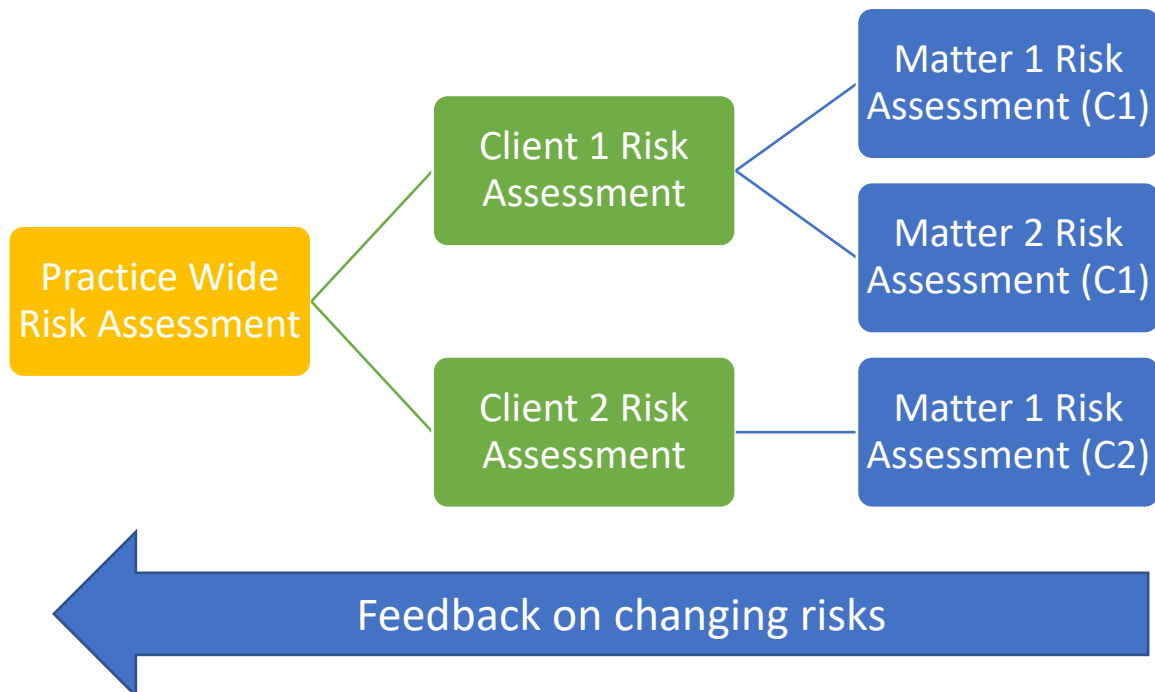 Practice Wide
Risk Assessment
Client 1 Risk
Assessment
Matter 1 Risk
Assessment (C1)
Matter 2 Risk
Assessment (C1)
Client 2 Risk
Assessment
Matter 1 Risk
Assessment (C2)
Feedback on changing risks